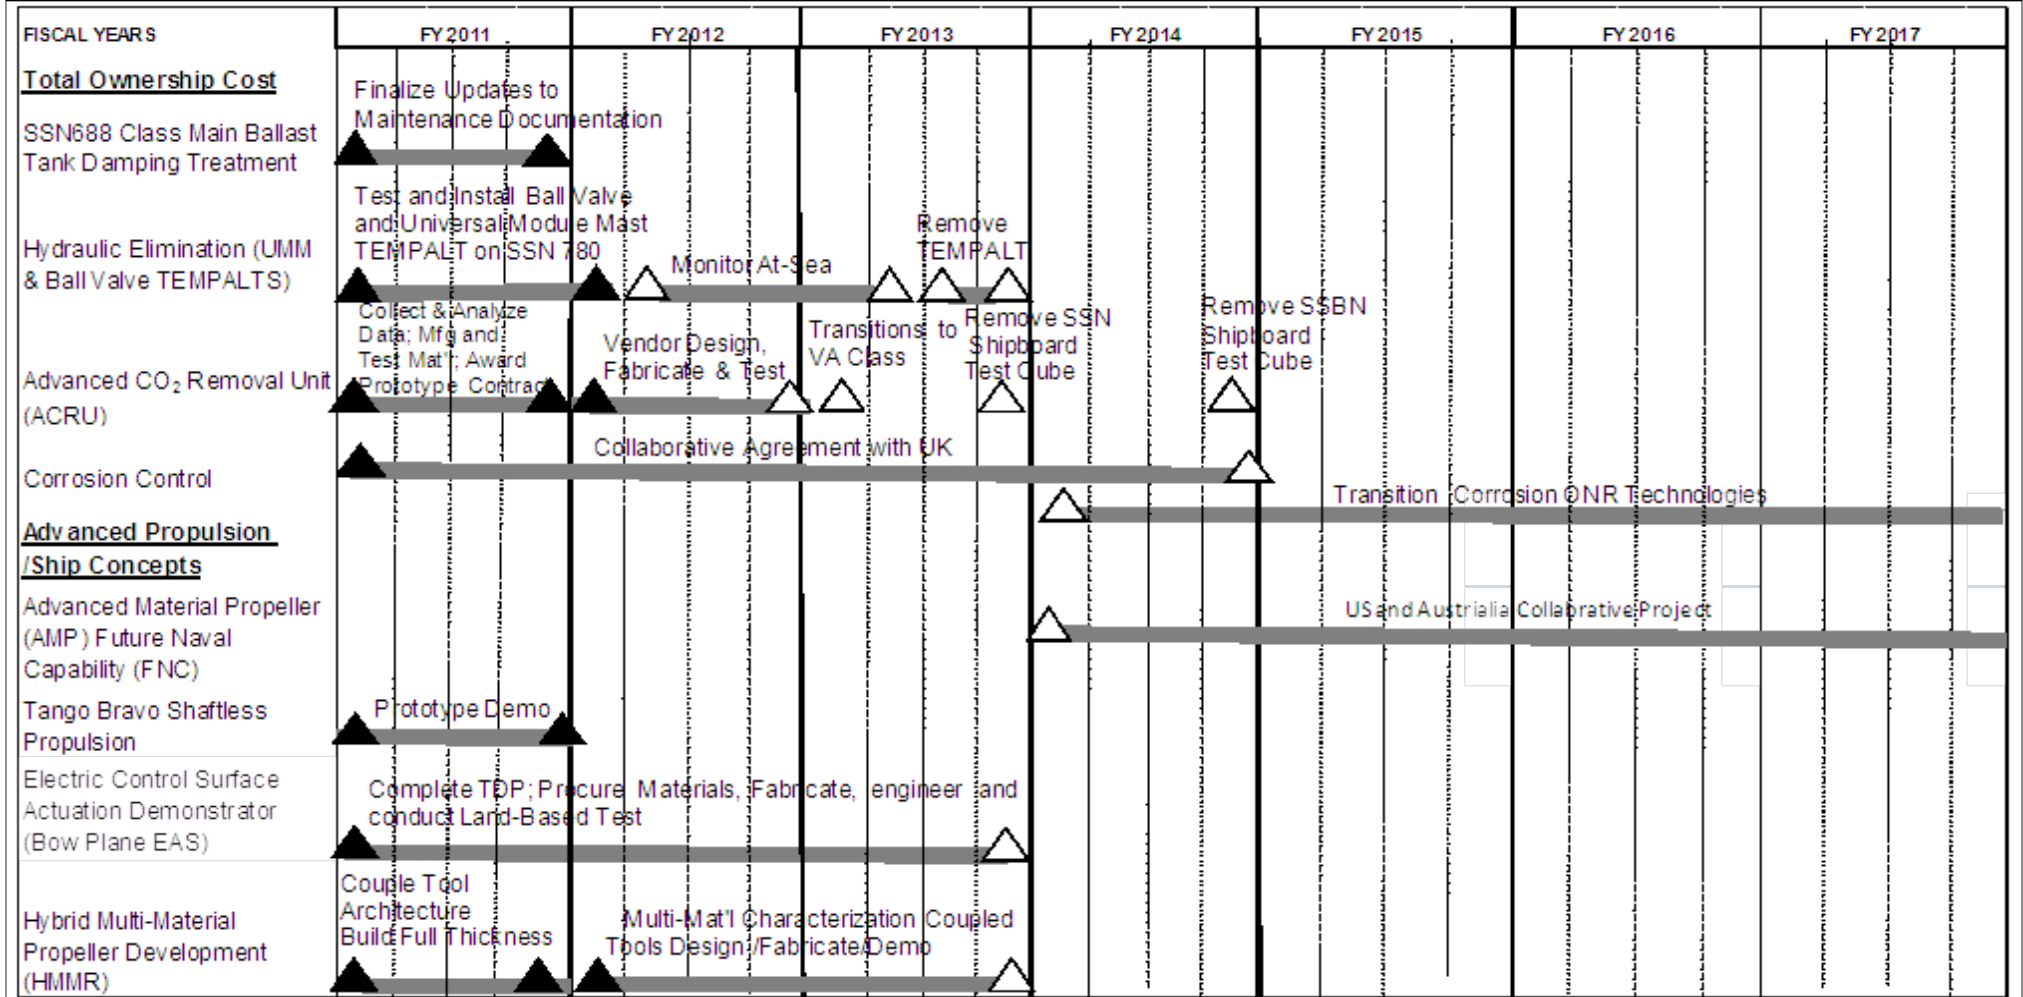 FISCAL YEARS
FY 2011
FY 2012
FY 2013
FY 2014
FY 2015
FY 2016
FY 2017
Total Ownership Cost
SSN688 Class Main Ballast
Tank Damping Treatment
Finalize Updates to
Maintenance Documentation
Hydraulic Elimination (UMM
& Ball Valve TEMPALTS)
Test and Install Ball Valve
and Universal Module Mast
TEMPALT on SSN 780
Monitor At-Sea
Remove
TEMPALT
Advanced CO₂ Removal Unit
(ACRU)
Collect & Analyze
Data; Mfg and
Test Mat'l; Award
Prototype Contract
Vendor Design,
Fabricate & Test
Transitions to
VA Class
Remove SSN
Shipboard
Test Cube
Remove SSBN
Shipboard
Test Cube
Corrosion Control
Collaborative Agreement with UK
Transition Corrosion ONR Technologies
Advanced Propulsion
/Ship Concepts
Advanced Material Propeller
(AMP) Future Naval
Capability (FNC)
US and Austrialia Collabrative Project
Tango Bravo Shaftless
Propulsion
Prototype Demo
Electric Control Surface
Actuation Demonstrator
(Bow Plane EAS)
Complete TDP; Procure Materials, Fabricate, engineer and
conduct Land-Based Test
Hybrid Multi-Material
Propeller Development
(HMMR)
Couple Tool
Architecture
Build Full Thickness
Multi-Mat'l Characterization Coupled
Tools Design /Fabricate/Demo